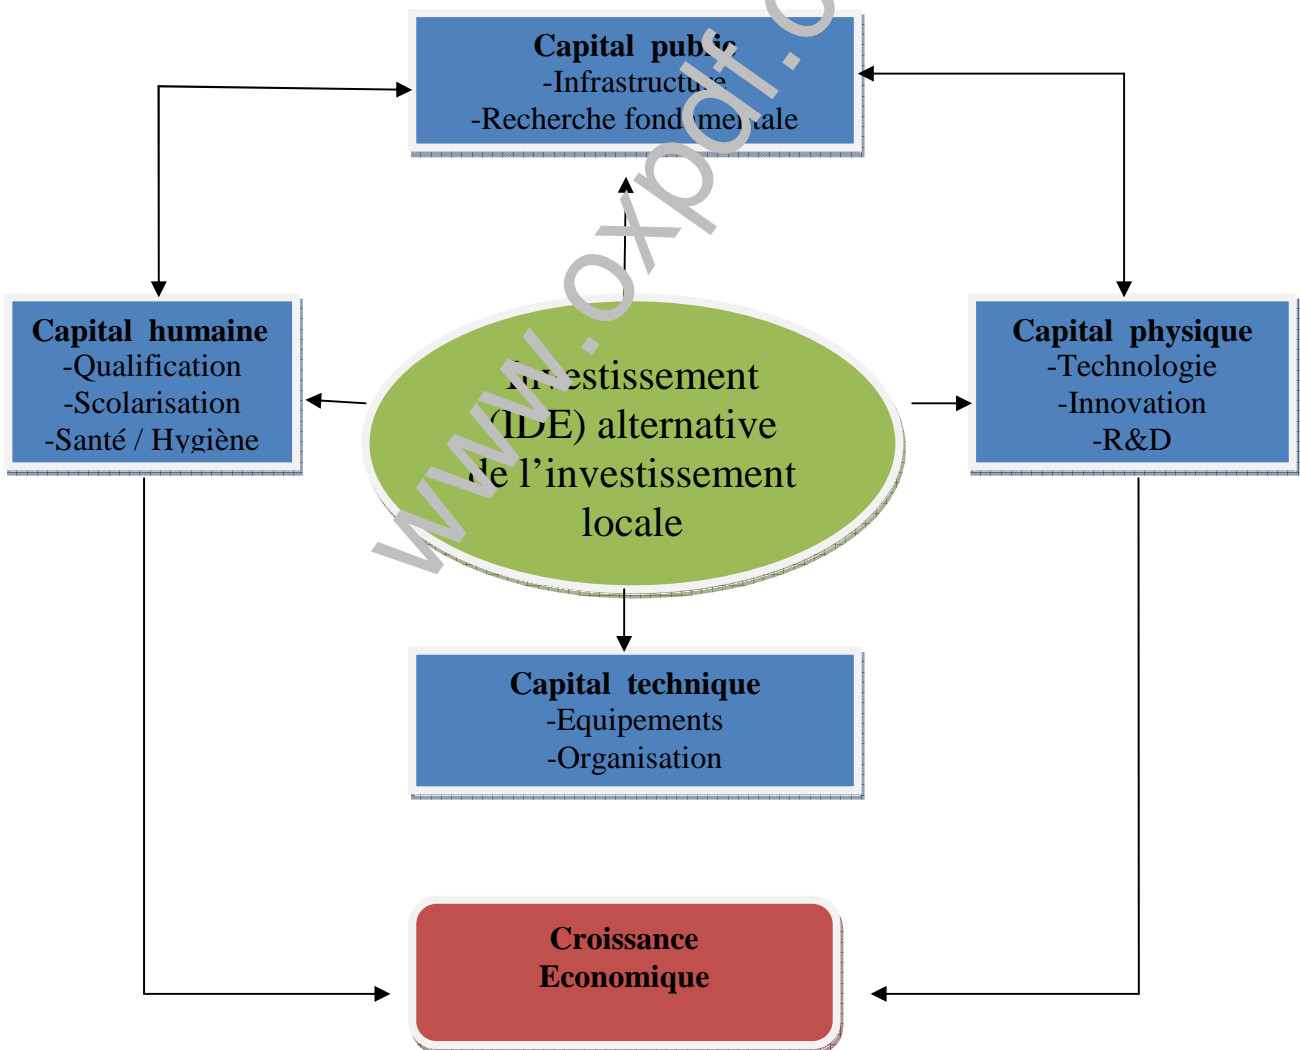 Capital public
-Infrastructure
-Recherche fondamentale
Capital humaine
-Qualification
-Scolarisation
-Santé / Hygiène
Investissement
(IDE) alternative
de l’investissement
locale
Capital physique
-Technologie
-Innovation
-R&D
Capital technique
-Equipements
-Organisation
Croissance
Economique
www.oxpdf.